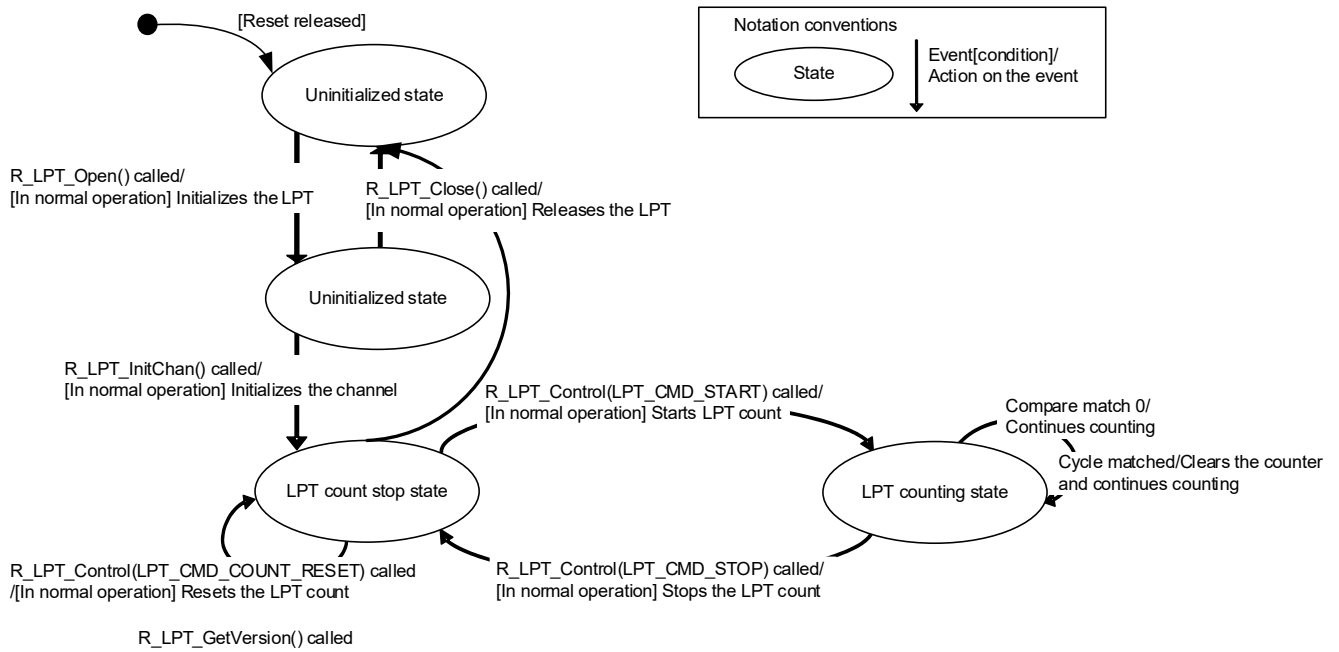 [Reset released]
Notation conventions
State
Event[condition]/
Action on the event
Uninitialized state
R_LPT_Open() called/
[In normal operation] Initializes the LPT
R_LPT_Close() called/
[In normal operation] Releases the LPT
Uninitialized state
R_LPT_InitChan() called/
[In normal operation] Initializes the channel
R_LPT_Control(LPT_CMD_START) called/
[In normal operation] Starts LPT count
Compare match 0/
Continues counting
Cycle matched/Clears the counter
and continues counting
LPT count stop state
LPT counting state
R_LPT_Control(LPT_CMD_COUNT_RESET) called
/[In normal operation] Resets the LPT count
R_LPT_Control(LPT_CMD_STOP) called/
[In normal operation] Stops the LPT count
R_LPT_GetVersion() called